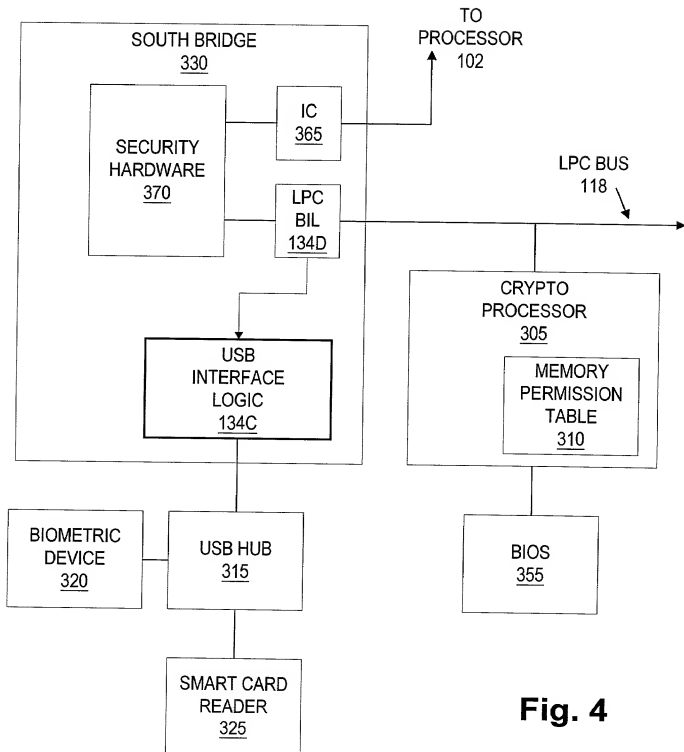 SOUTH BRIDGE
330
TO
PROCESSOR
102
SECURITY
HARDWARE
370
IC
365
LPC
BIL
134D
LPC BUS
118
CRYPTO
PROCESSOR
305
MEMORY
PERMISSION
TABLE
310
USB
INTERFACE
LOGIC
134C
BIOMETRIC
DEVICE
320
USB HUB
315
BIOS
355
SMART CARD
READER
325
Fig. 4